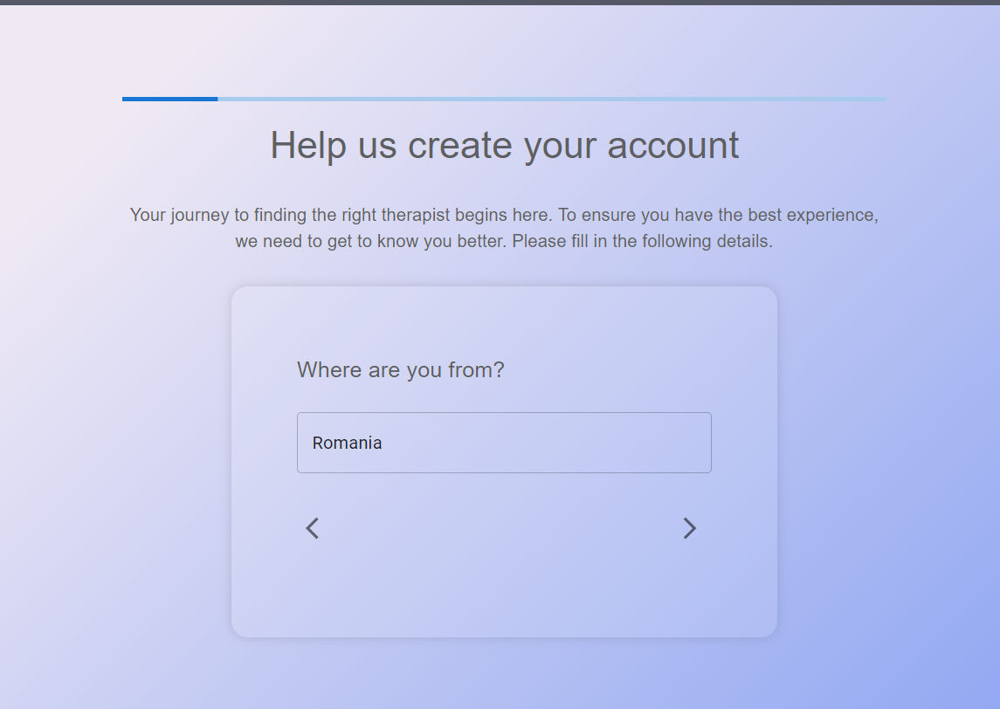 Help us create your account
Your journey to finding the right therapist begins here. To ensure you have the best experience,
we need to get to know you better. Please fill in the following details.
Where are you from?
Romania